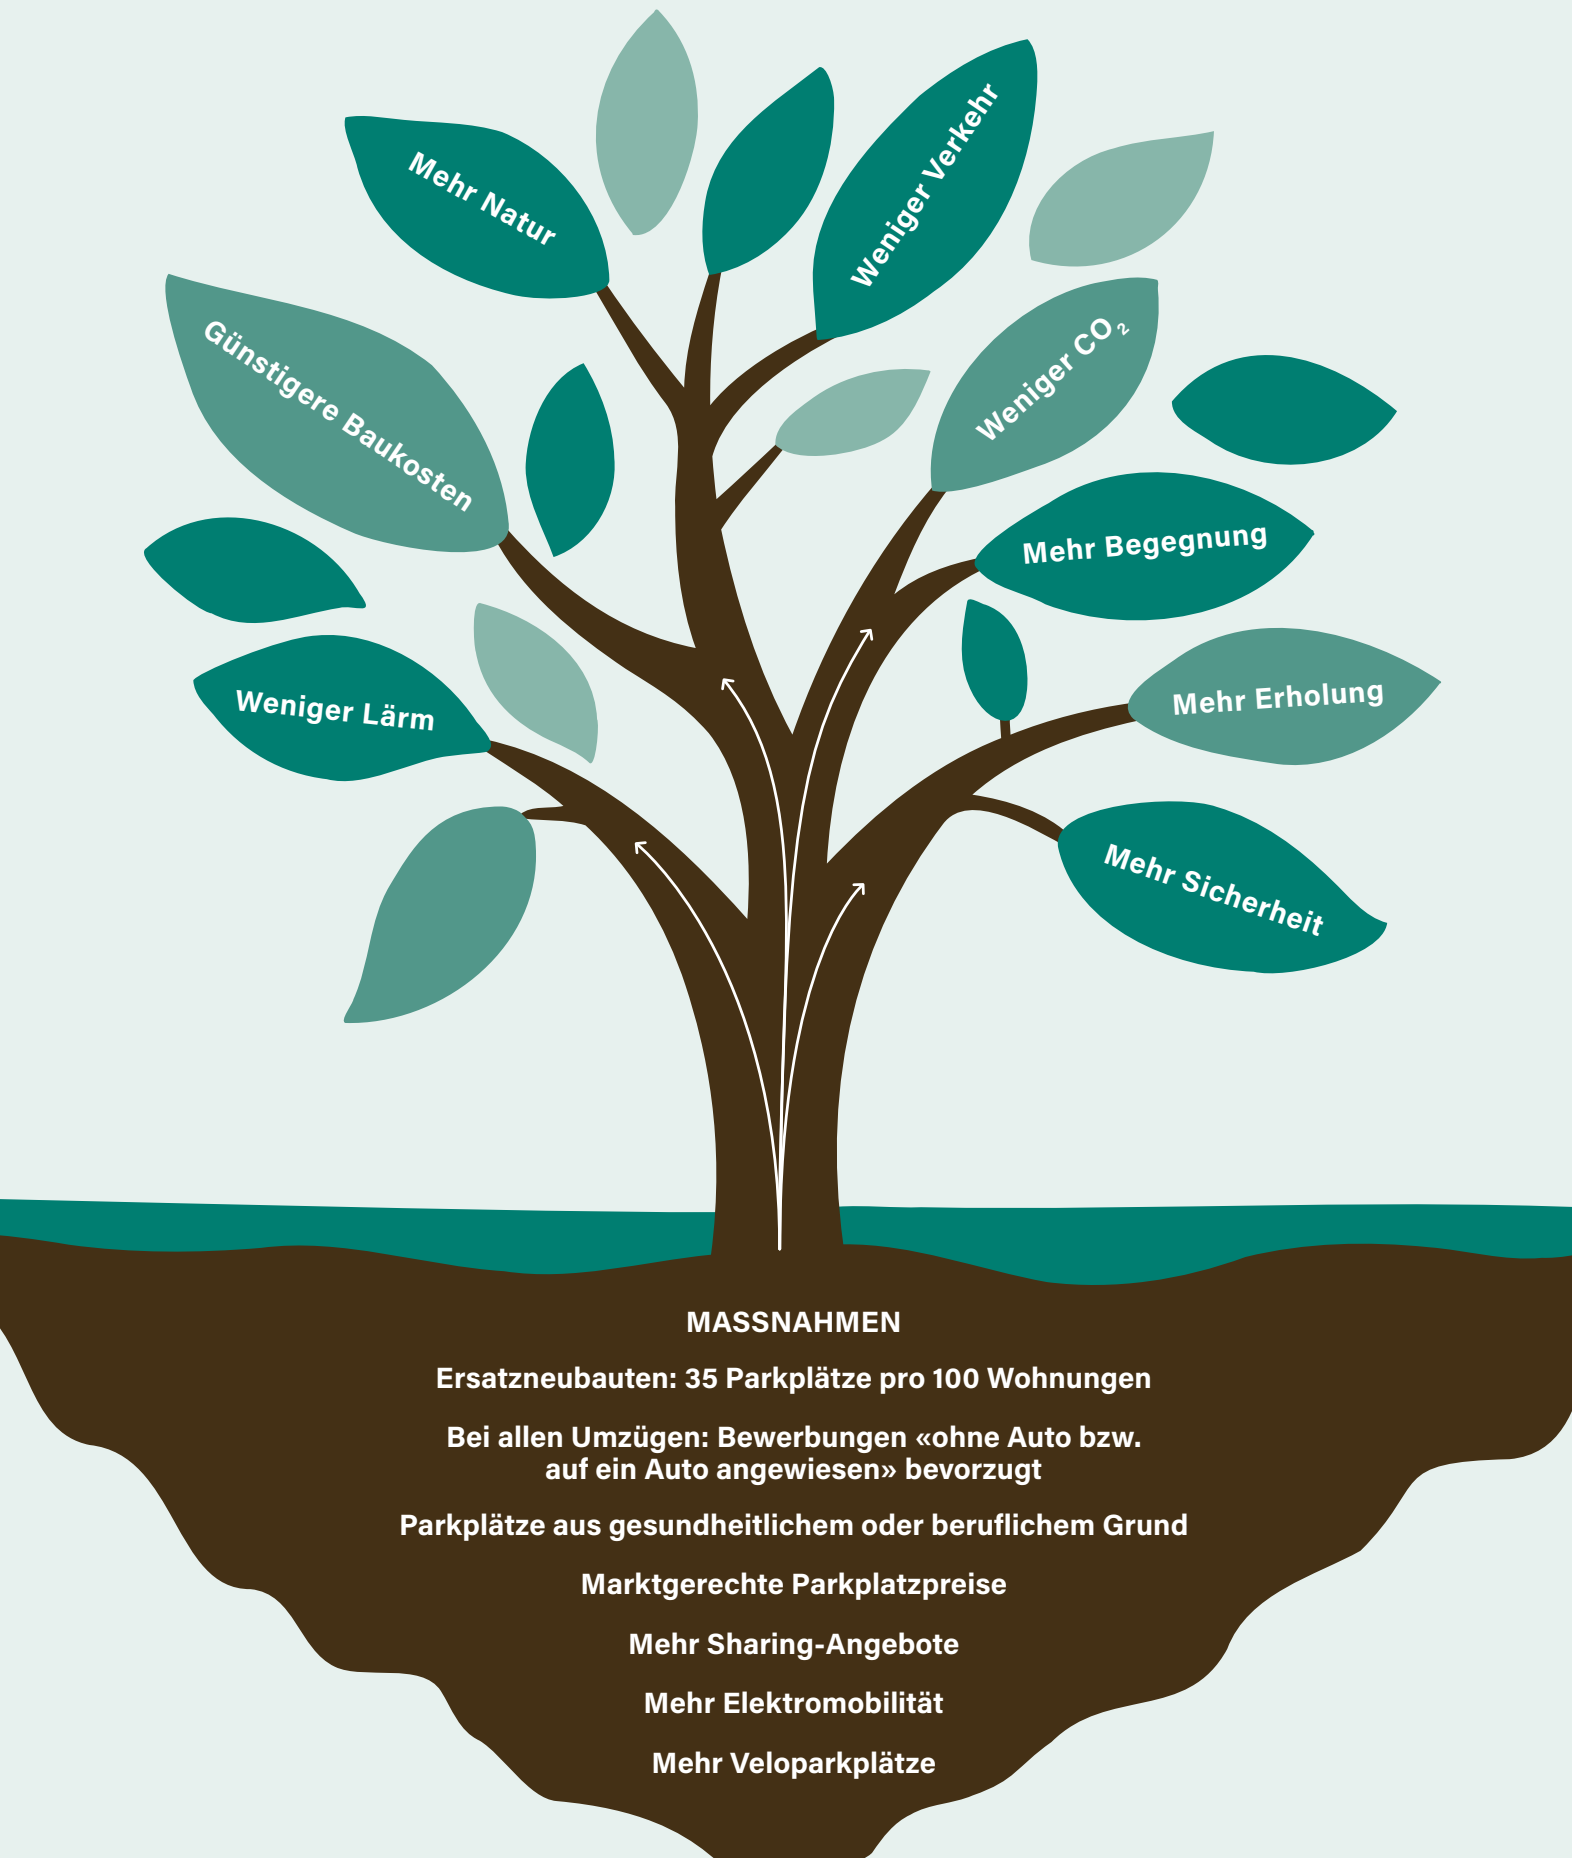 Mehr Natur
Weniger Verkehr
Günstigere Baukosten
Weniger CO₂
Mehr Begegnung
Weniger Lärm
Mehr Erholung
Mehr Sicherheit
MASSNAHMEN
Ersatzneubauten: 35 Parkplätze pro 100 Wohnungen
Bei allen Umzügen: Bewerbungen «ohne Auto bzw.
auf ein Auto angewiesen» bevorzugt
Parkplätze aus gesundheitlichem oder beruflichem Grund
Marktgerechte Parkplatzpreise
Mehr Sharing-Angebote
Mehr Elektromobilität
Mehr Veloparkplätze